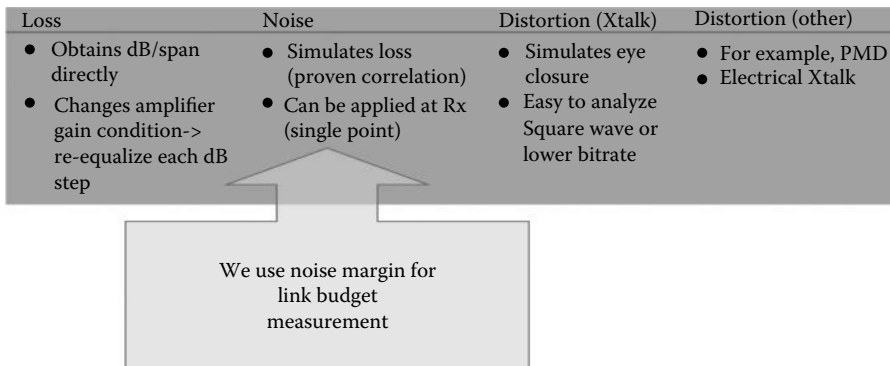 Loss
● Obtains dB/span
directly
● Changes amplifier
gain condition->
re-equalize each dB
step
Noise
● Simulates loss
(proven correlation)
● Can be applied at Rx
(single point)
Distortion (Xtalk)
● Simulates eye
closure
● Easy to analyze
Square wave or
lower bitrate
Distortion (other)
● For example, PMD
● Electrical Xtalk
We use noise margin for
link budget
measurement